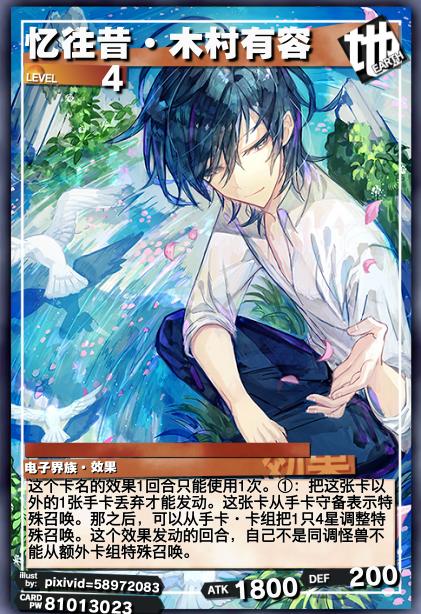 忆往昔·木村有容
地
EARTH
LEVEL 4
电子界族·效果
效果
这个卡名的效果1回合只能使用1次。①：把这张卡以
外的1张手卡丢弃才能发动。这张卡从手卡守备表示特
殊召唤。那之后，可以从手卡·卡组把1只4星调整特
殊召唤。这个效果发动的回合，自己不是同调怪兽不
能从额外卡组特殊召唤。
illust by: pixivid=58972083
ATK 1800 DEF 200
CARD PW 81013023